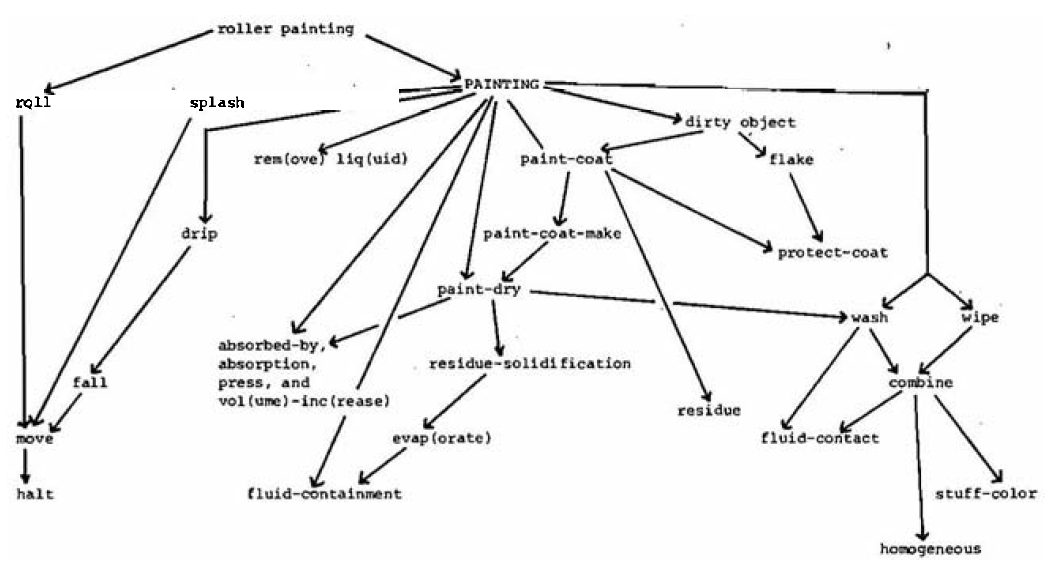 roller painting
PAINTING
roll
splash
dirty object
rem(ove) liq(uid)
paint-coat
flake
drip
paint-coat-make
protect-coat
paint-dry
wash
wipe
absorbed-by,
absorption,
press, and
vol(ume)-inc(rease)
residue-solidification
fall
combine
residue
move
evap(orate)
fluid-contact
halt
fluid-containment
stuff-color
homogeneous